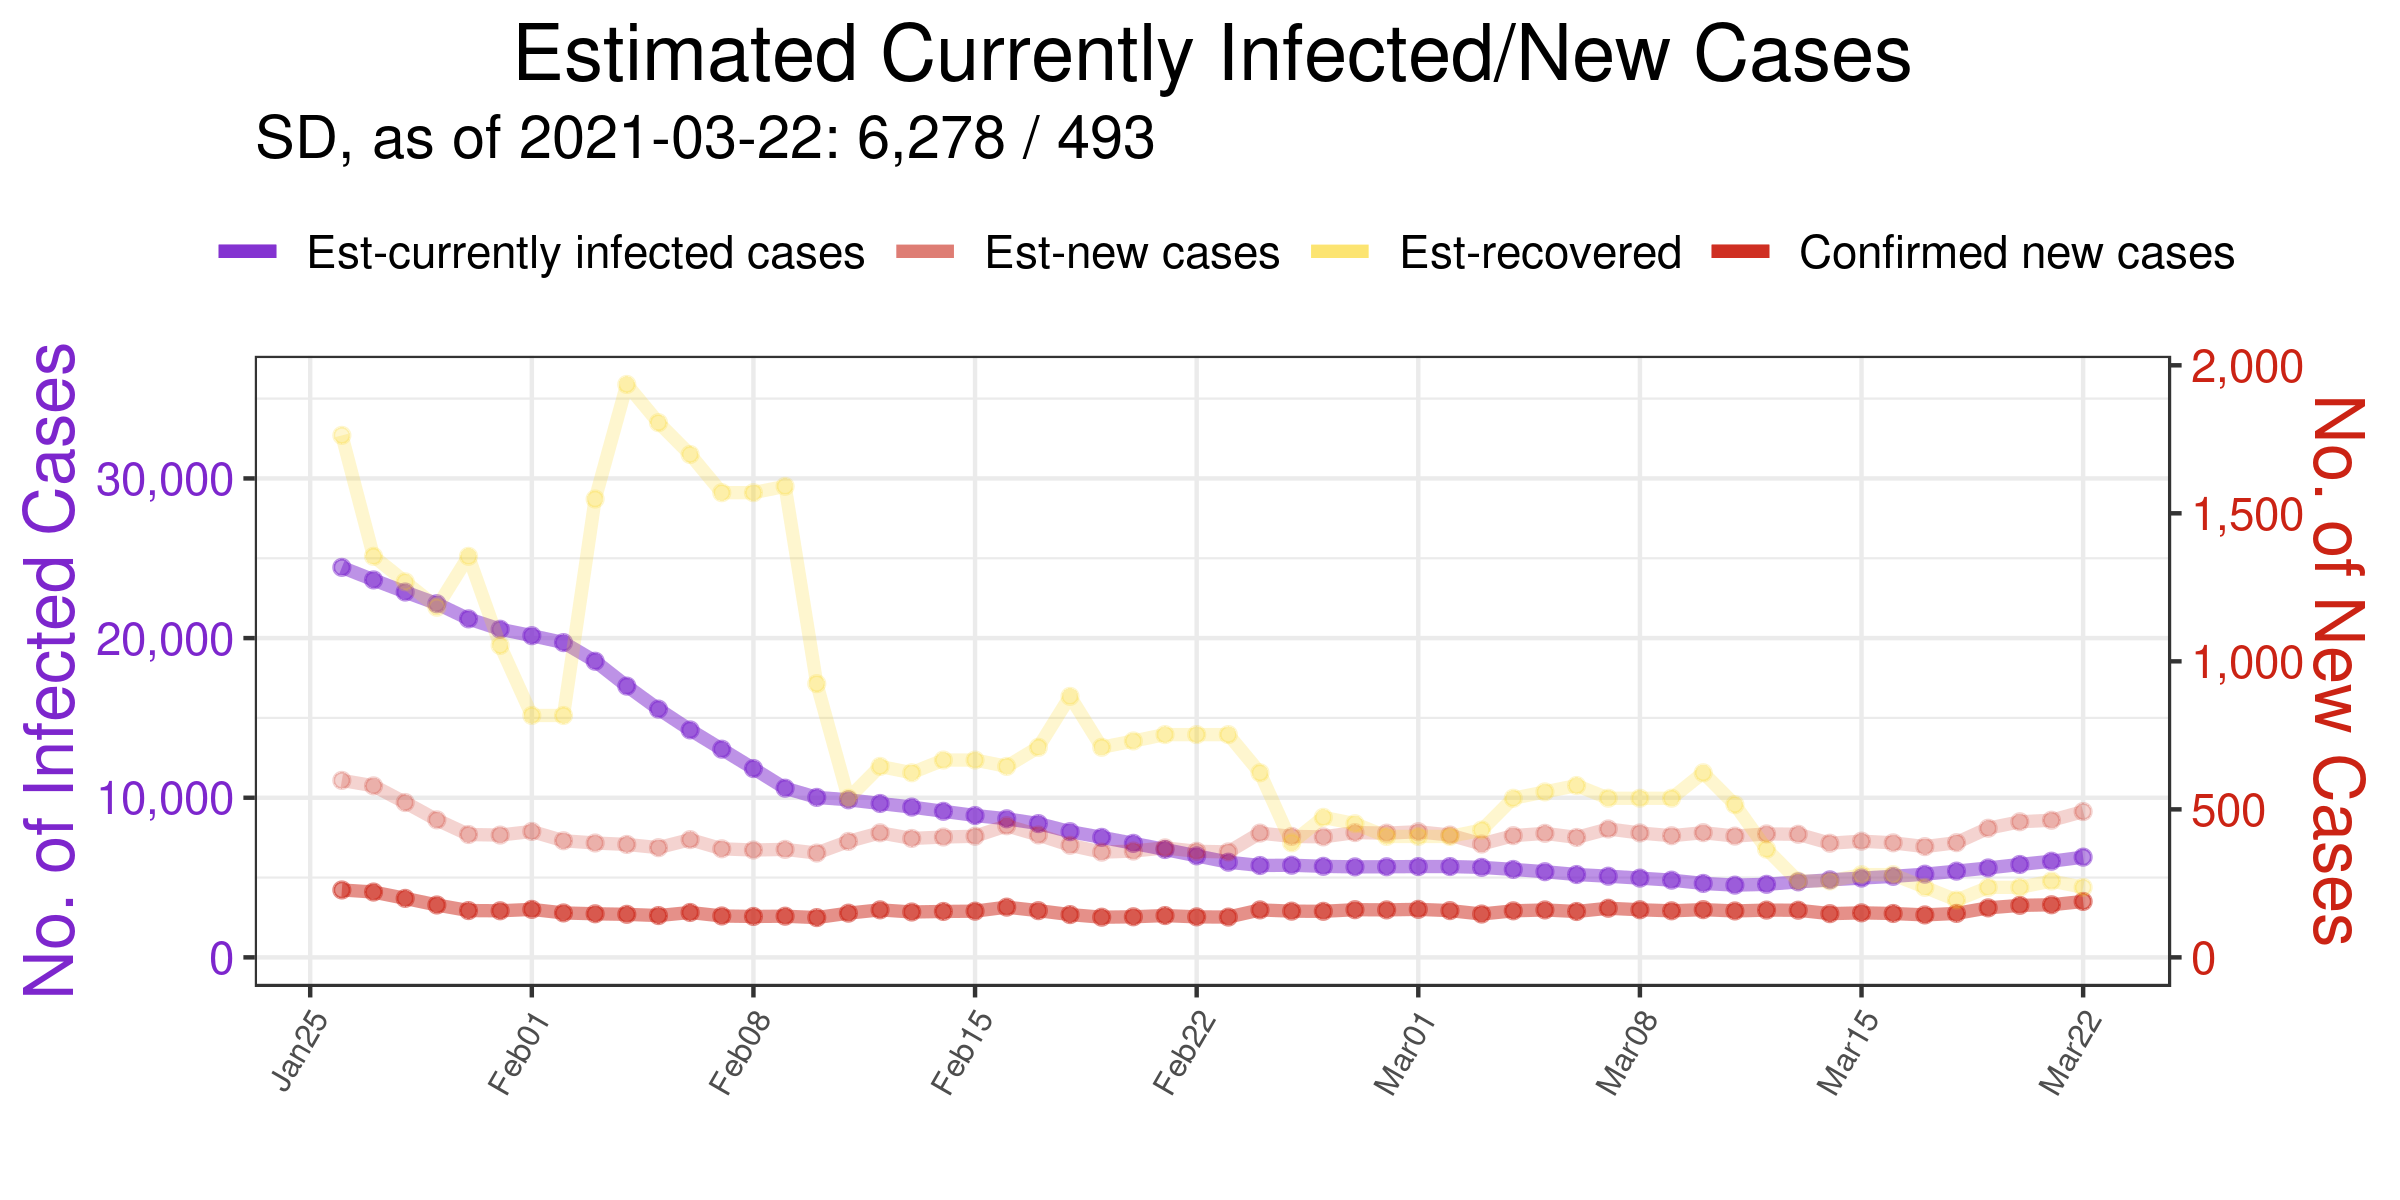 Estimated Currently Infected/New Cases
SD, as of 2021-03-22: 6,278 / 493
Est-currently infected cases Est-new cases Est-recovered Confirmed new cases
No. of Infected Cases
30,000
20,000
10,000
0
2,000
1,500
1,000
500
0
No. of New Cases
Jan25 Feb01 Feb08 Feb15 Feb22 Mar01 Mar08 Mar15 Mar22